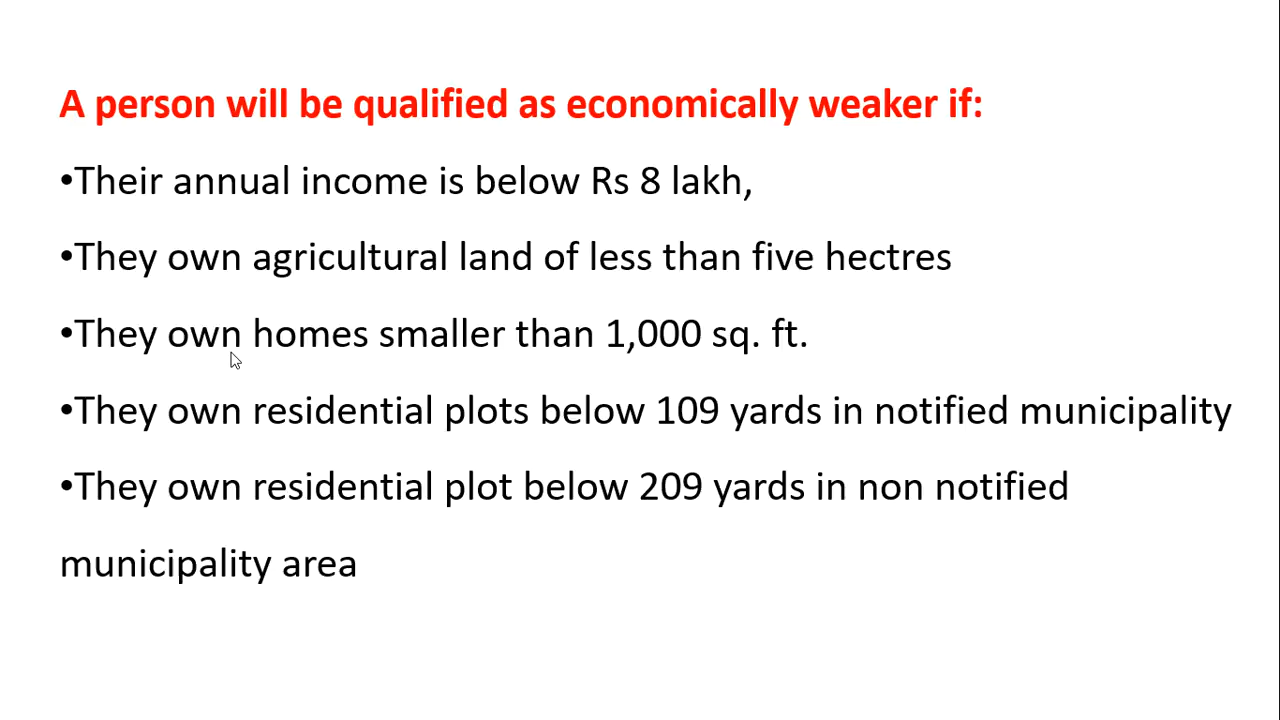 A person will be qualified as economically weaker if:
•Their annual income is below Rs 8 lakh,
•They own agricultural land of less than five hectres
•They own homes smaller than 1,000 sq. ft.
•They own residential plots below 109 yards in notified municipality
•They own residential plot below 209 yards in non notified
municipality area